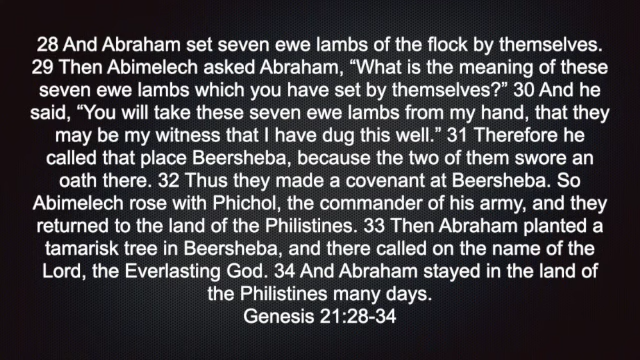 28 And Abraham set seven ewe lambs of the flock by themselves.
29 Then Abimelech asked Abraham, “What is the meaning of these
seven ewe lambs which you have set by themselves?” 30 And he
said, “You will take these seven ewe lambs from my hand, that they
may be my witness that I have dug this well.” 31 Therefore he
called that place Beersheba, because the two of them swore an
oath there. 32 Thus they made a covenant at Beersheba. So
Abimelech rose with Phichol, the commander of his army, and they
returned to the land of the Philistines. 33 Then Abraham planted a
tamarisk tree in Beersheba, and there called on the name of the
Lord, the Everlasting God. 34 And Abraham stayed in the land of
the Philistines many days.
Genesis 21:28-34